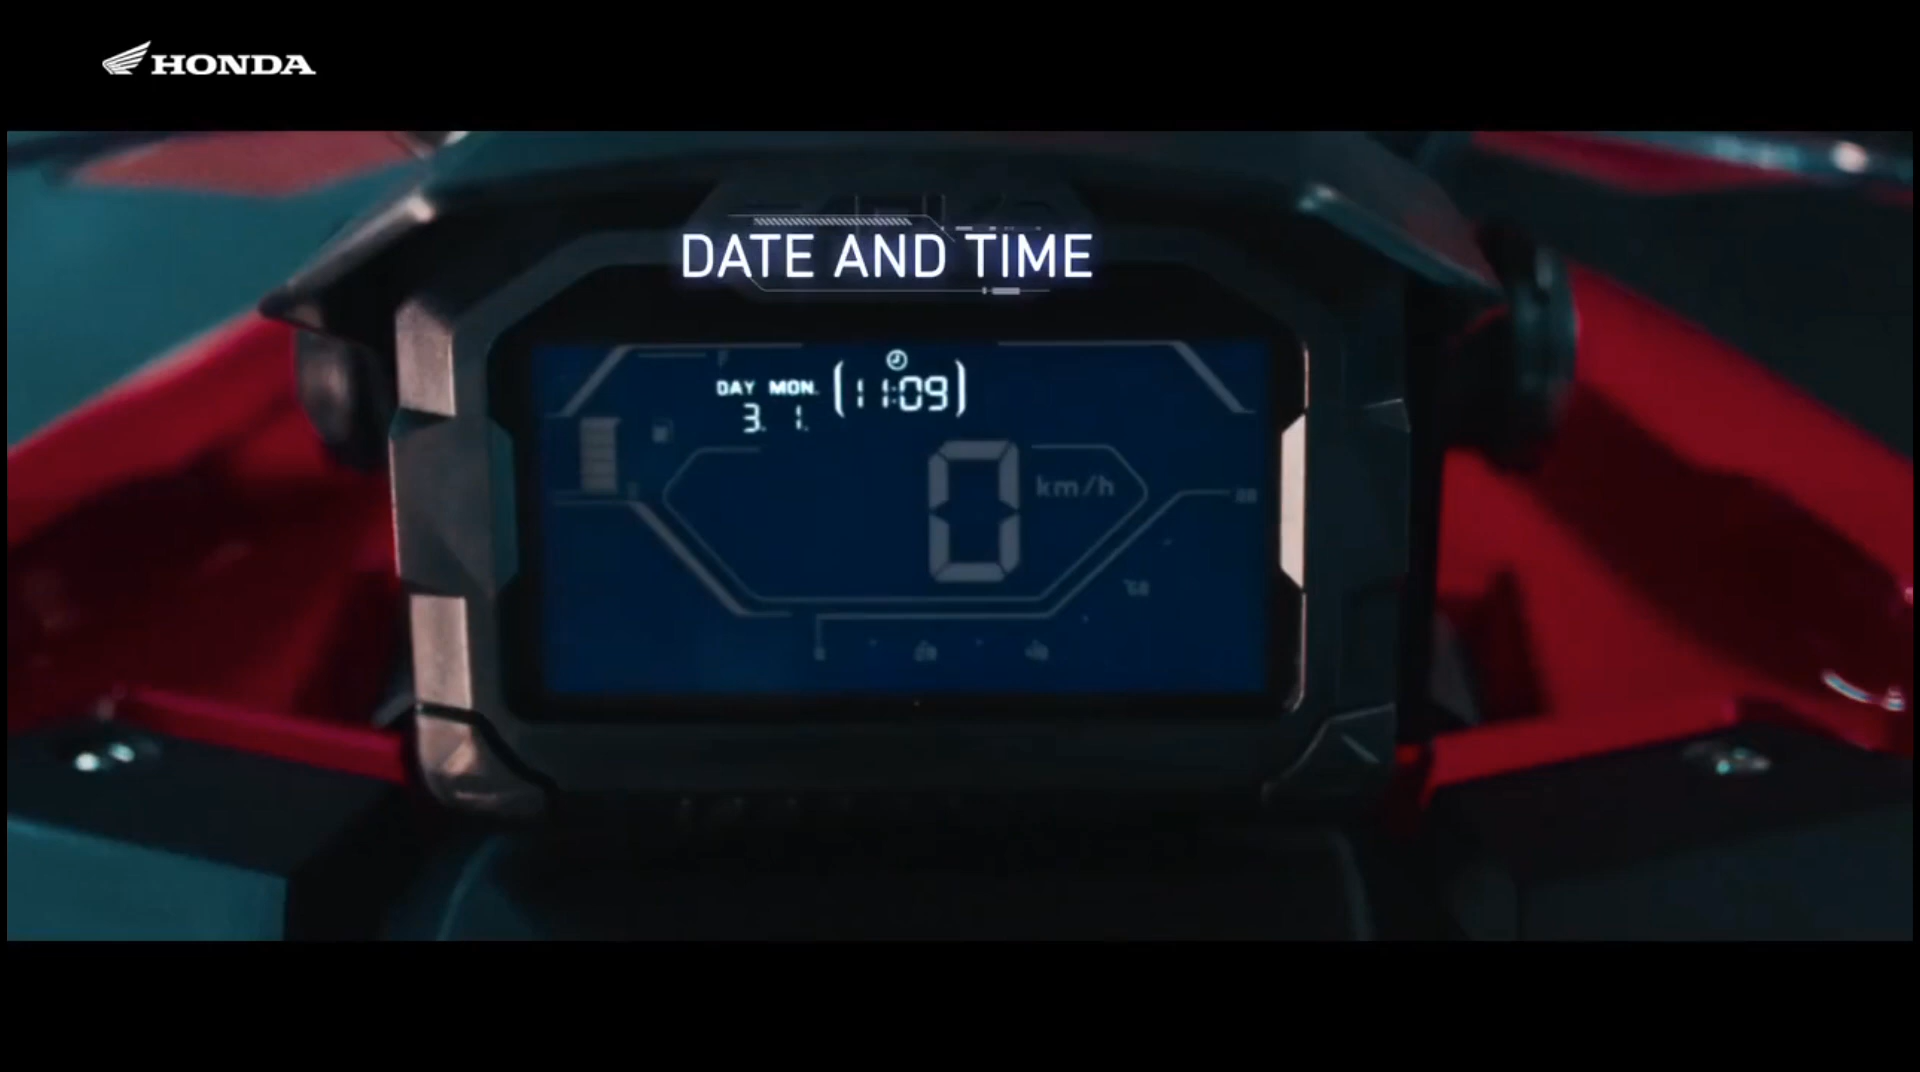 HONDA
DATE AND TIME
DAY MON.
11:09
3. 1.
0 km/h